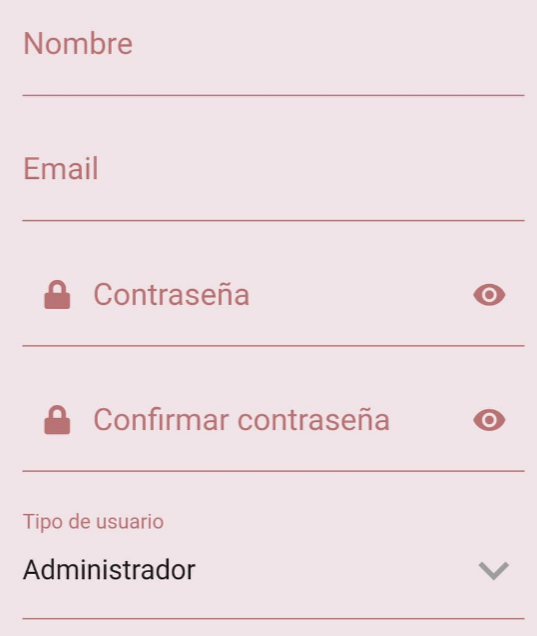 Nombre
Email
Contraseña
Confirmar contraseña
Tipo de usuario
Administrador